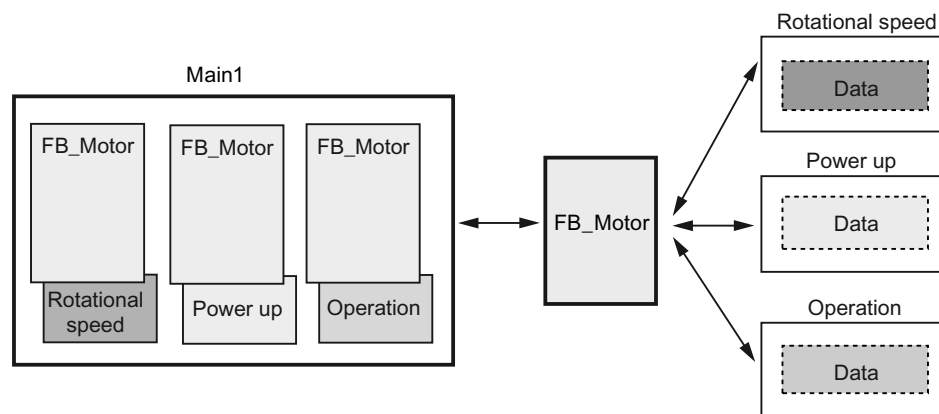 Main1
FB_Motor
FB_Motor
FB_Motor
Rotational
speed
Power up
Operation
FB_Motor
Rotational speed
Data
Power up
Data
Operation
Data